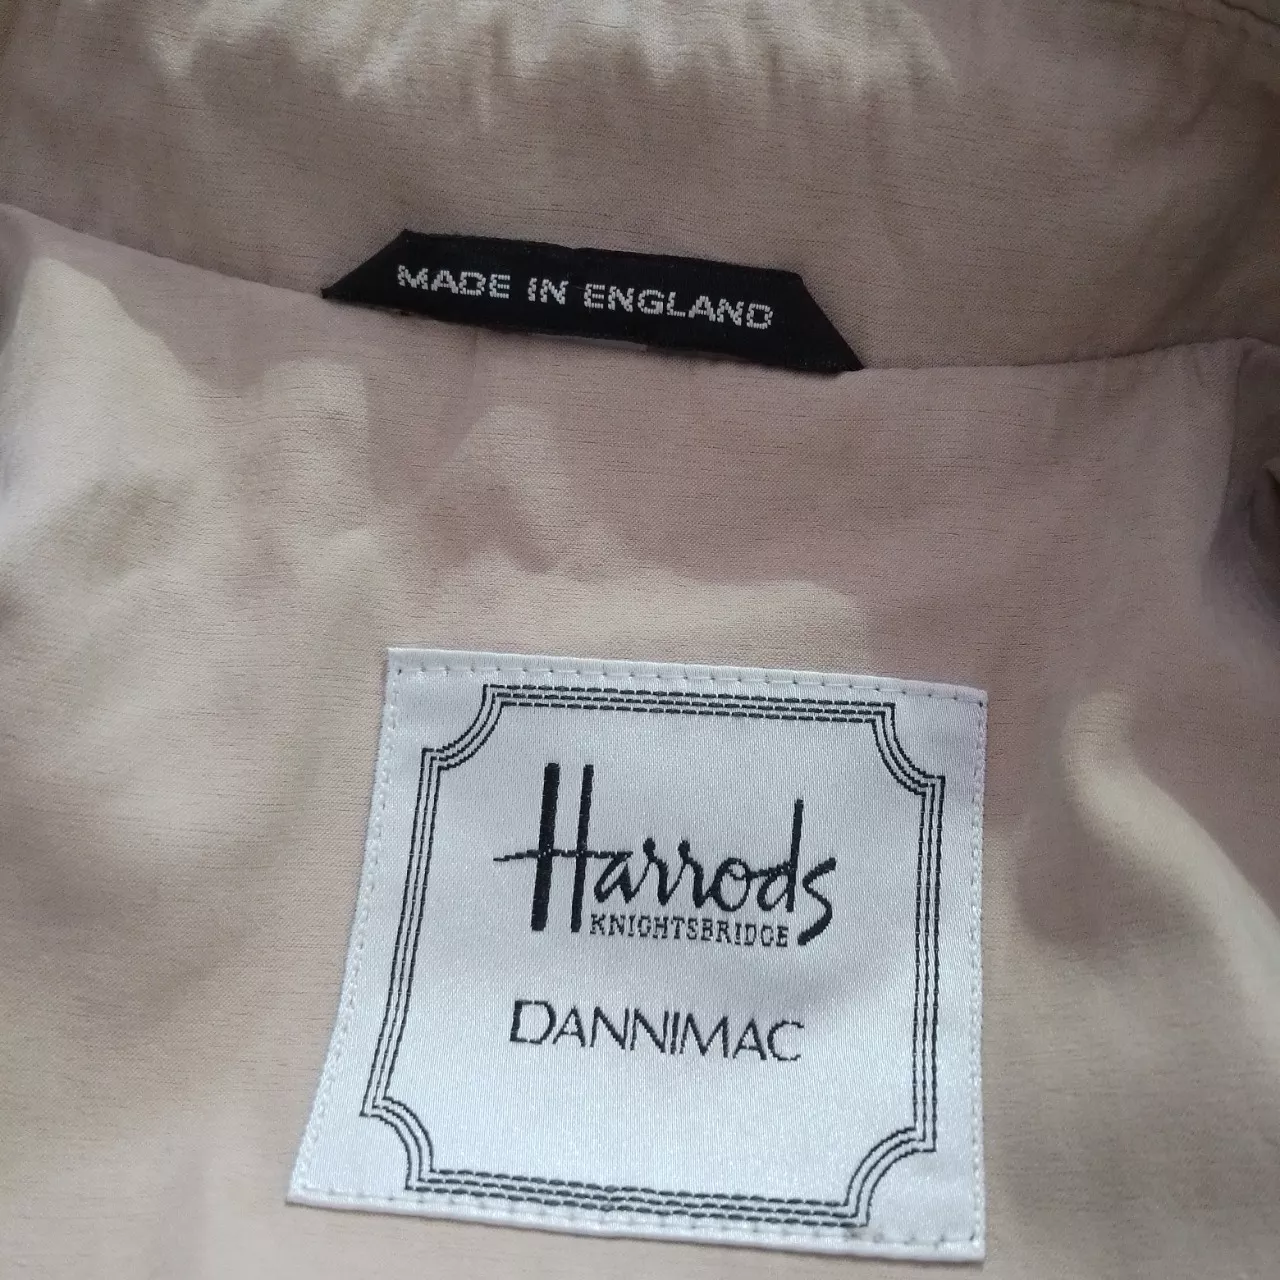 MADE IN ENGLAND
Harrods
KNIGHTSBRIDGE
DANNIMAC